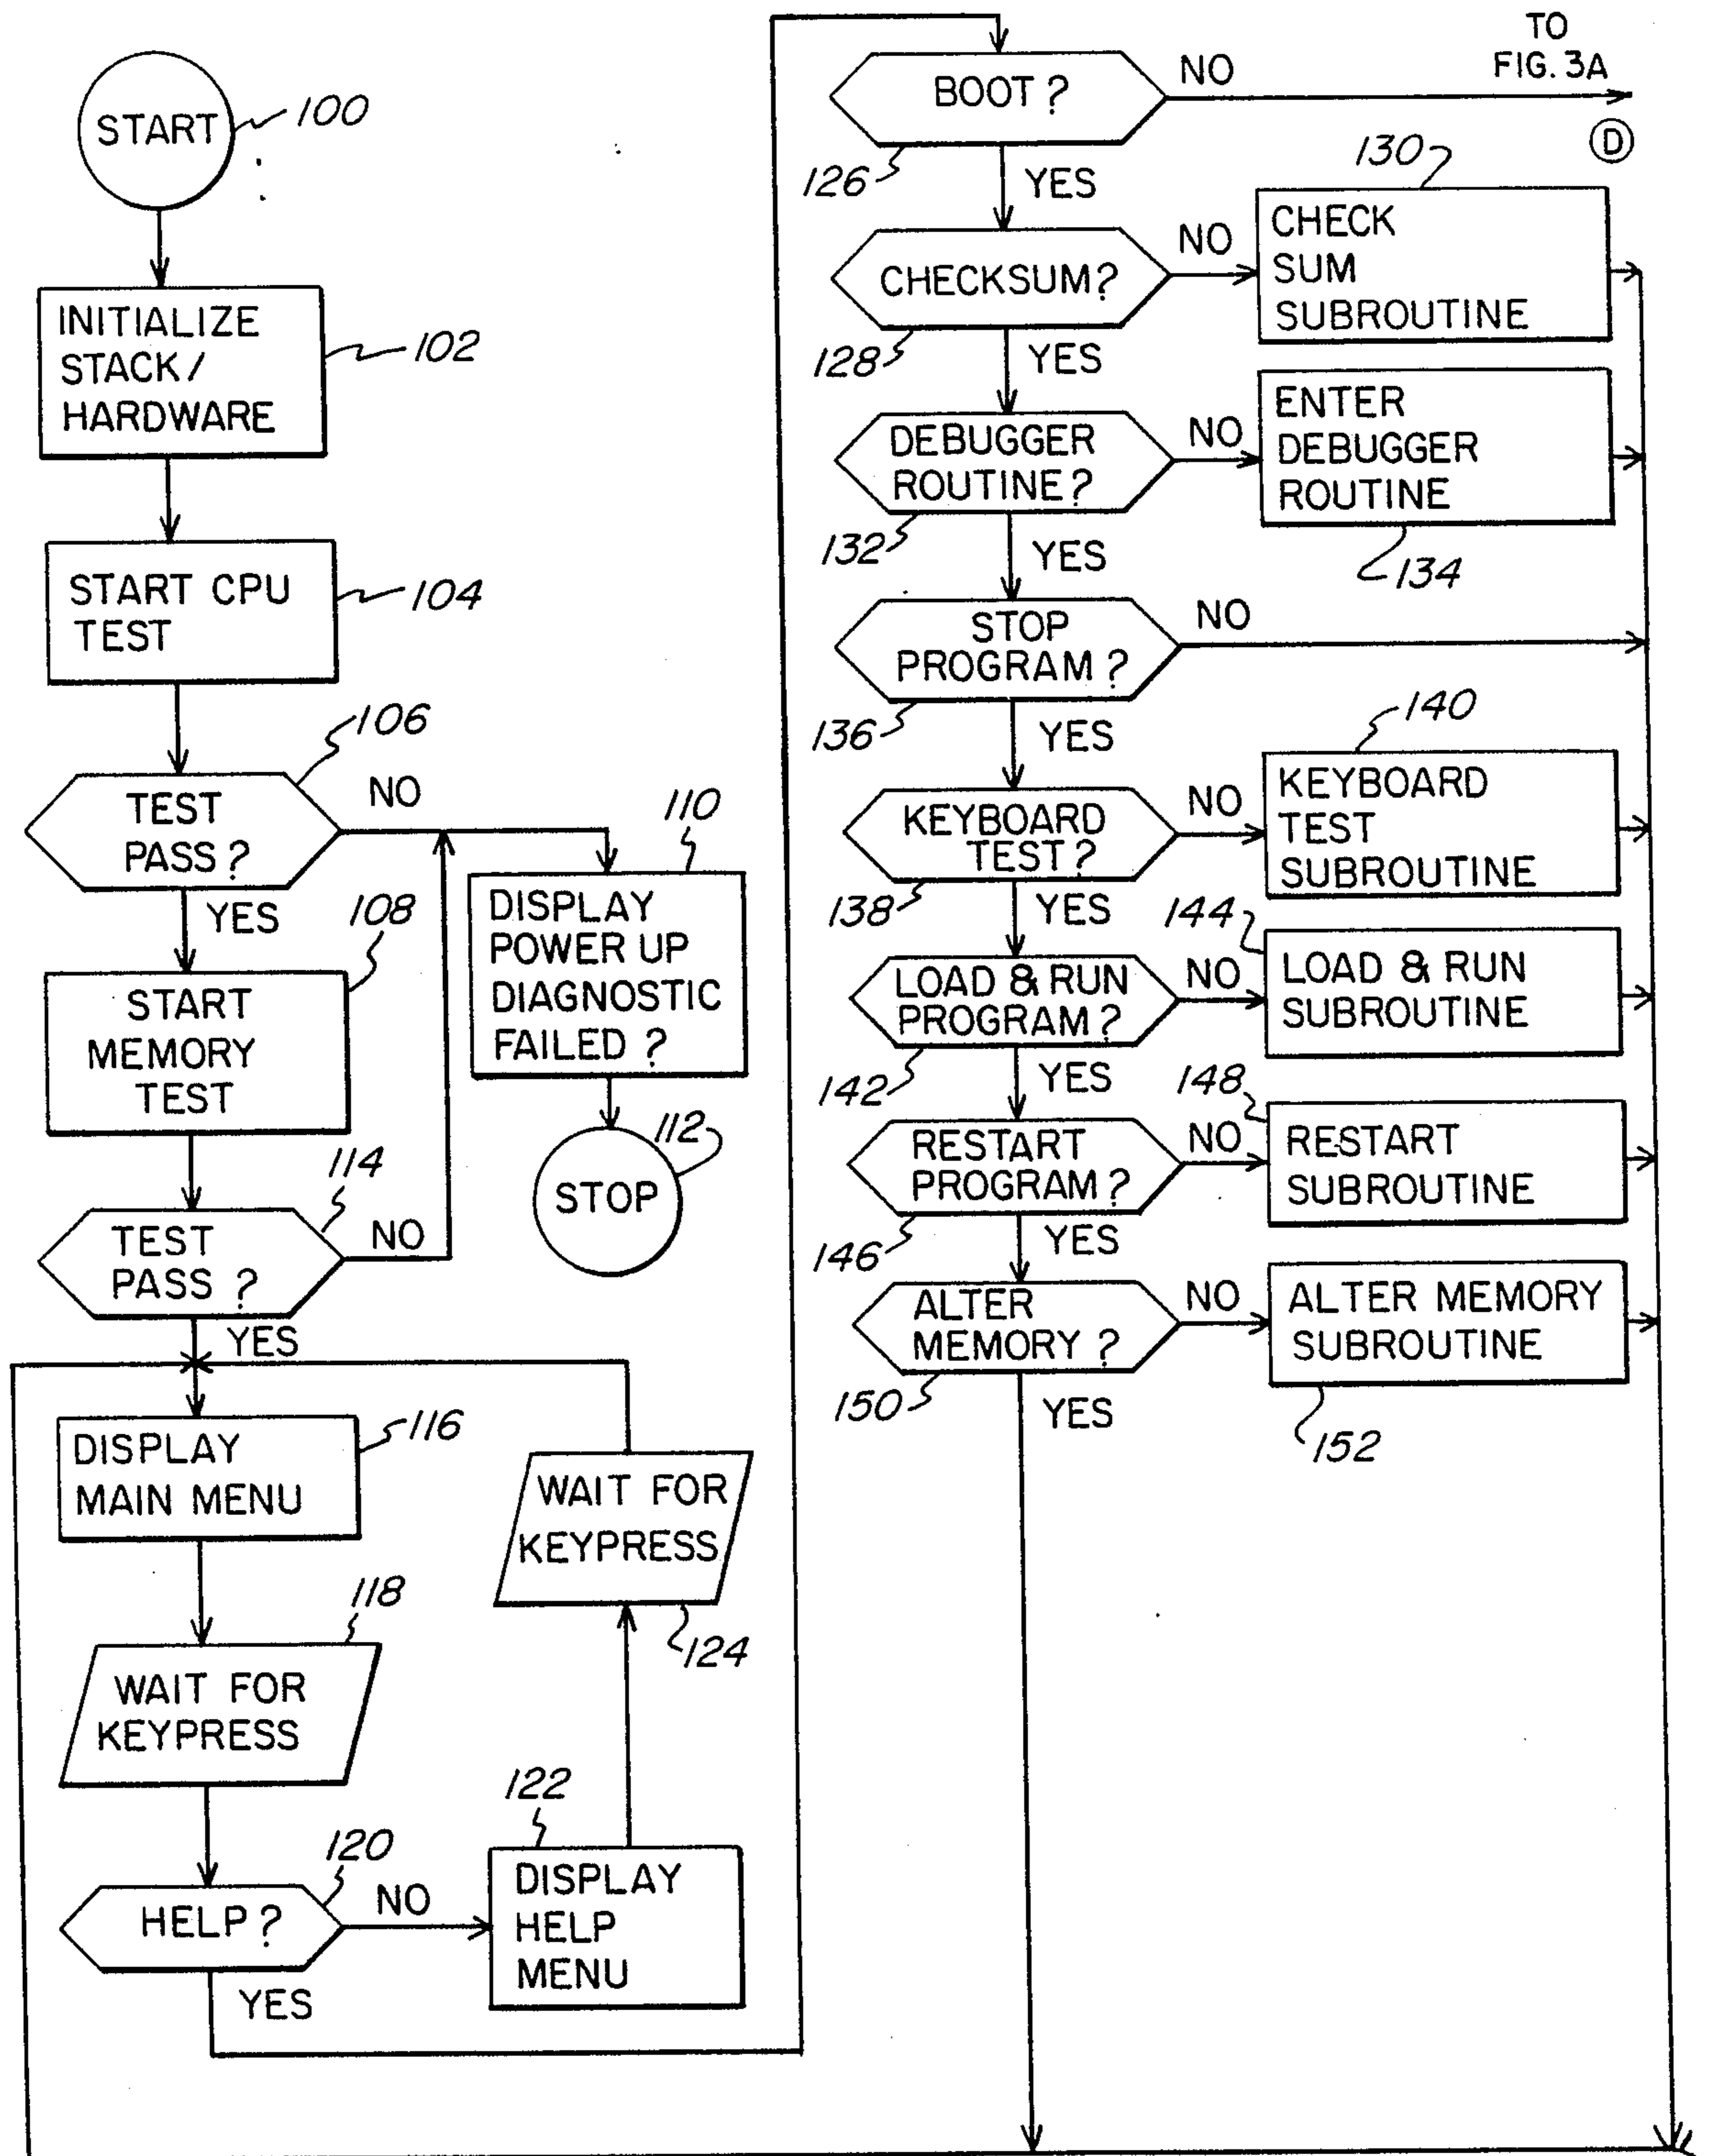 START
100
INITIALIZE
STACK/
HARDWARE
102
START CPU
TEST
104
106
TEST
PASS?
NO
YES
108
START
MEMORY
TEST
110
DISPLAY
POWER UP
DIAGNOSTIC
FAILED ?
112
STOP
114
TEST
PASS ?
NO
YES
DISPLAY
MAIN MENU
116
118
WAIT FOR
KEYPRESS
120
HELP?
NO
YES
122
DISPLAY
HELP
MENU
WAIT FOR
KEYPRESS
124
BOOT?
NO
TO
FIG. 3A
D
126
YES
CHECKSUM?
NO
130
CHECK
SUM
SUBROUTINE
128
YES
DEBUGGER
ROUTINE?
NO
ENTER
DEBUGGER
ROUTINE
134
132
YES
STOP
PROGRAM?
NO
136
YES
KEYBOARD
TEST?
NO
140
KEYBOARD
TEST
SUBROUTINE
138
YES
LOAD & RUN
PROGRAM?
NO
144
LOAD & RUN
SUBROUTINE
142
YES
RESTART
PROGRAM?
NO
148
RESTART
SUBROUTINE
146
YES
ALTER
MEMORY ?
NO
ALTER MEMORY
SUBROUTINE
152
150
YES